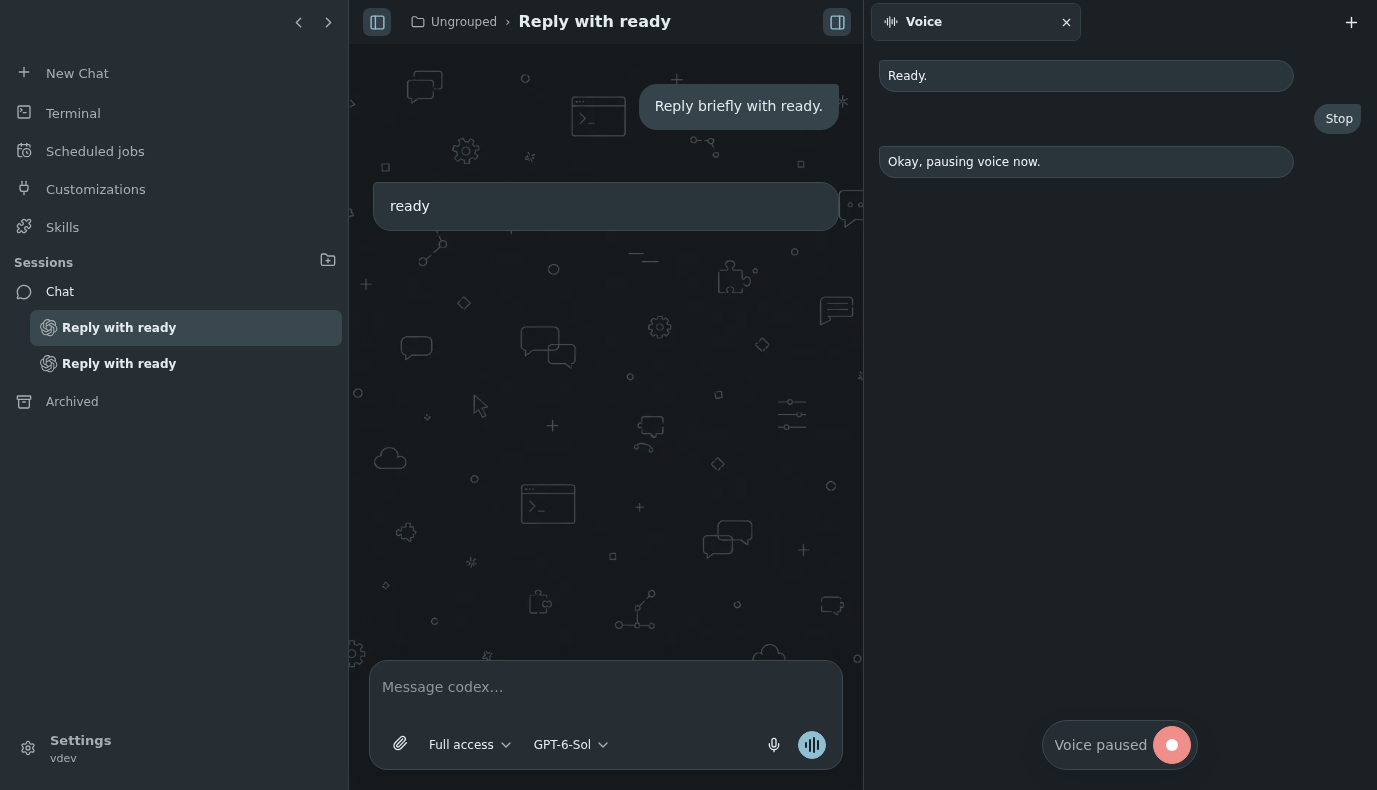 New Chat
Terminal
Scheduled jobs
Customizations
Skills
Sessions
Chat
Reply with ready
Reply with ready
Archived
Settings
vdev
Ungrouped › Reply with ready
Reply briefly with ready.
ready
Message codex...
Full access
GPT-6-Sol
Voice
Ready.
Stop
Okay, pausing voice now.
Voice paused